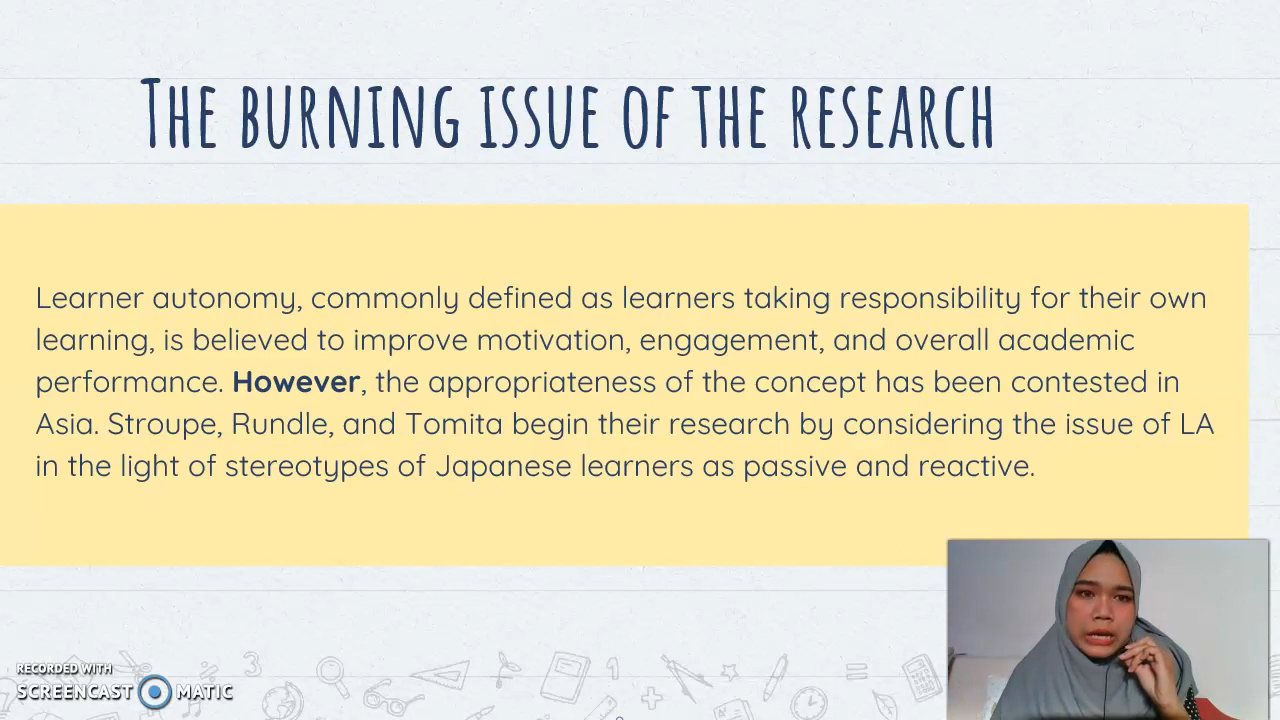 THE BURNING ISSUE OF THE RESEARCH
Learner autonomy, commonly defined as learners taking responsibility for their own
learning, is believed to improve motivation, engagement, and overall academic
performance. However, the appropriateness of the concept has been contested in
Asia. Stroupe, Rundle, and Tomita begin their research by considering the issue of LA
in the light of stereotypes of Japanese learners as passive and reactive.
RECORDED WITH
SCREENCAST MATIC
3
1